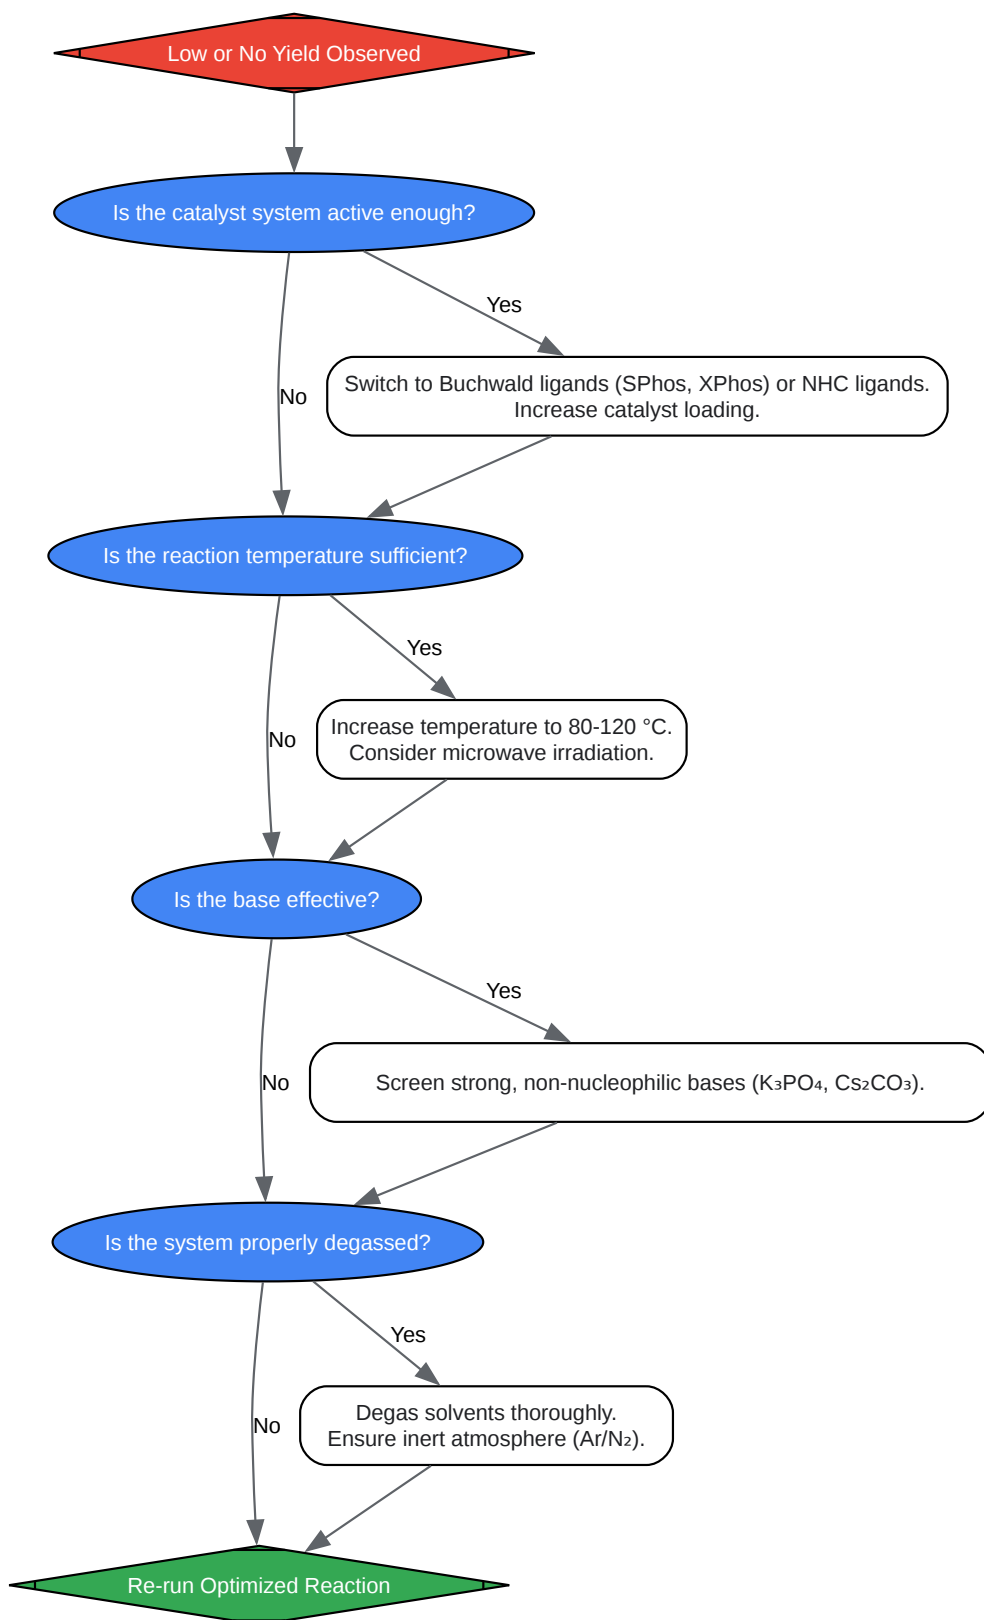 Low or No Yield Observed
Is the catalyst system active enough?
Yes
Switch to Buchwald ligands (SPhos, XPhos) or NHC ligands.
Increase catalyst loading.
No
Is the reaction temperature sufficient?
Yes
Increase temperature to 80-120 °C.
Consider microwave irradiation.
No
Is the base effective?
Yes
Screen strong, non-nucleophilic bases (K₃PO₄, Cs₂CO₃).
No
Is the system properly degassed?
Yes
Degas solvents thoroughly.
Ensure inert atmosphere (Ar/N₂).
No
Re-run Optimized Reaction